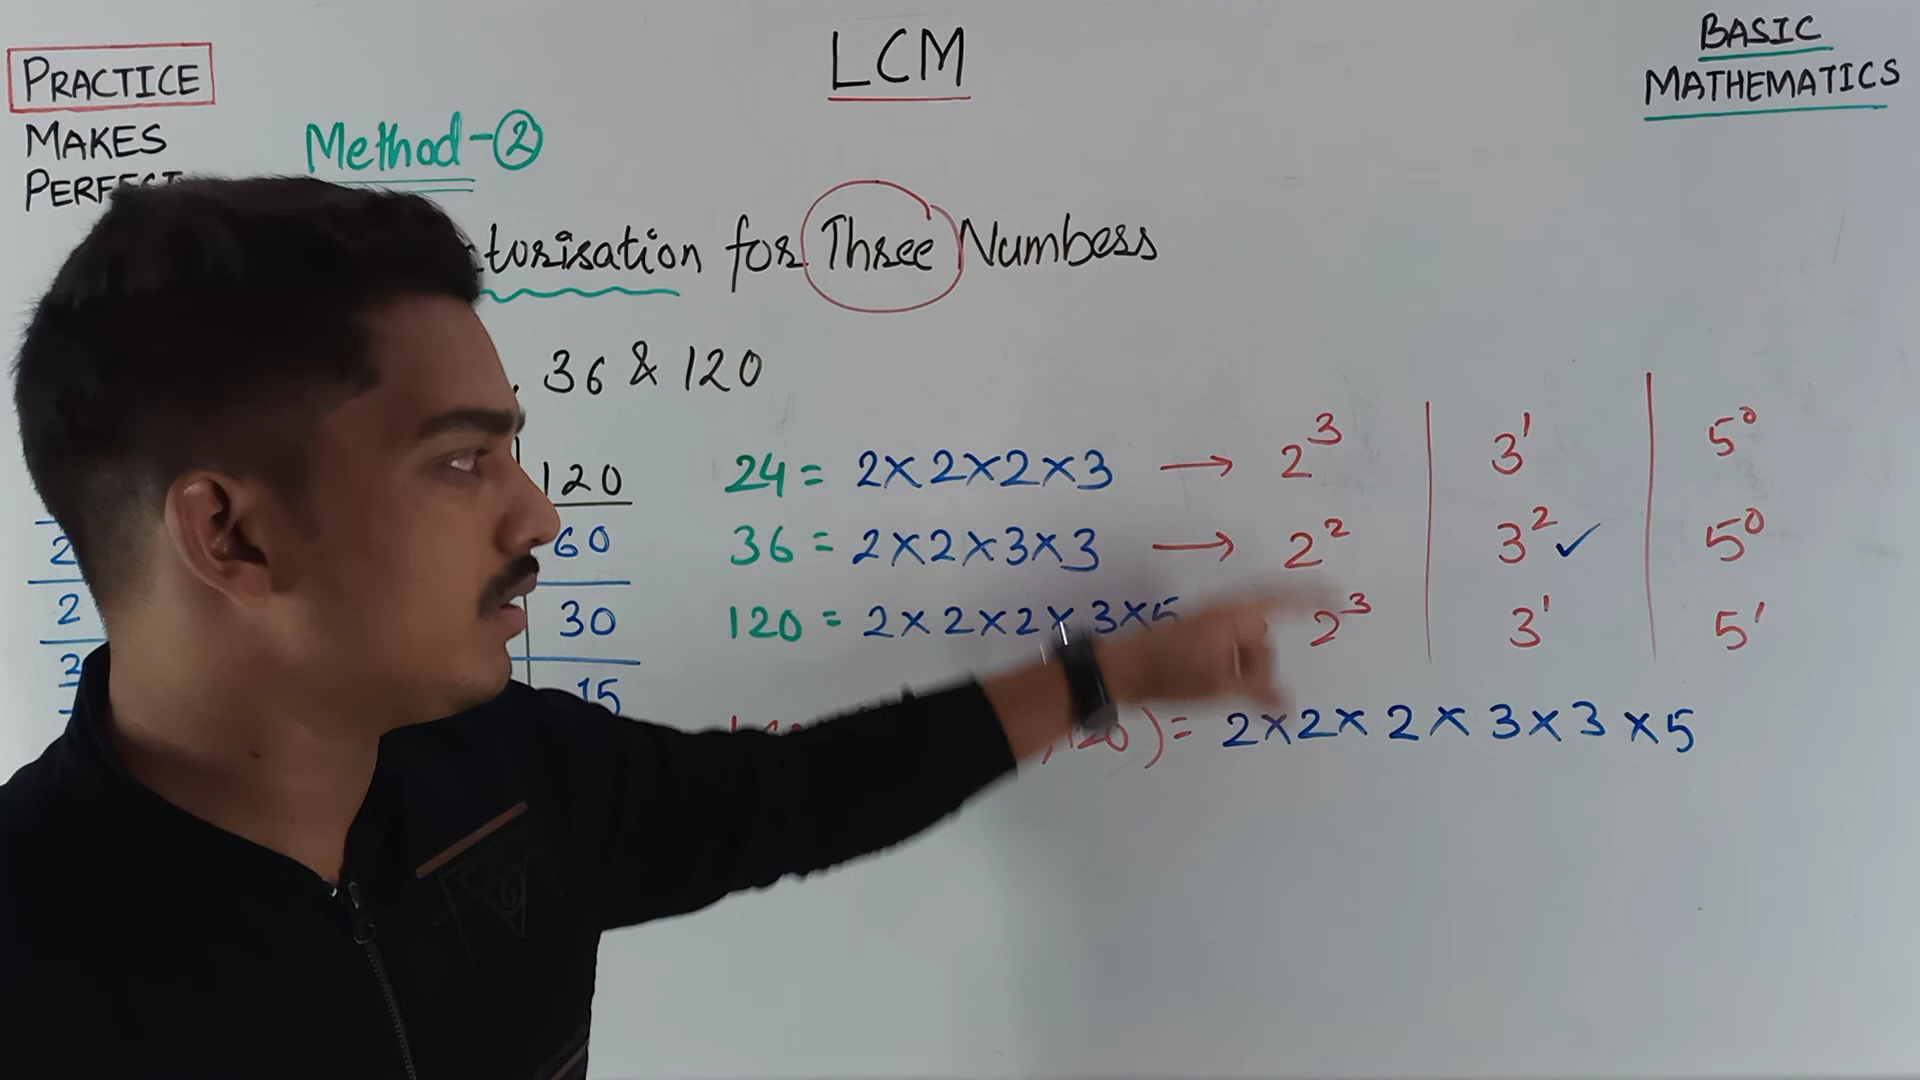 LCM
BASIC
MATHEMATICS
PRACTICE
MAKES
Method-②
for Three Numbers
36 & 120
120
24 = 2×2×2×3 → 2³ 3¹ 5⁰
2 60
36 = 2×2×3×3 → 2² 3² ✓ 5⁰
2 30
120 = 2×2×2×3×5 2³ 3¹ 5¹
15
,120) = 2×2×2×3×3×5